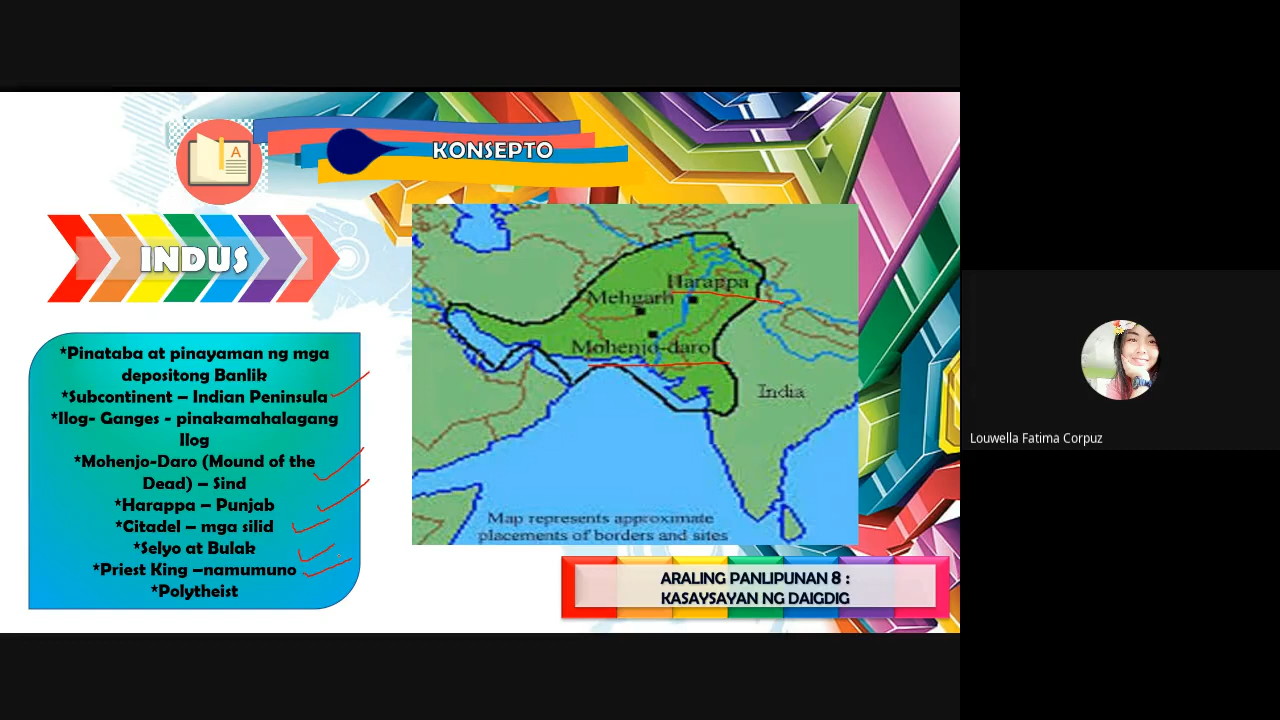 KONSEPTO
A
INDUS
*Pinataba at pinayaman ng mga
depositong Banlik
*Subcontinent – Indian Peninsula
*Ilog- Ganges - pinakamahalagang
Ilog
*Mohenjo-Daro (Mound of the
Dead) – Sind
*Harappa – Punjab
*Citadel – mga silid
*Selyo at Bulak
*Priest King –namumuno
*Polytheist
Harappa
Mehgarh
Mohenjo-daro
India
Map represents approximate
placements of borders and sites
ARALING PANLIPUNAN 8 :
KASAYSAYAN NG DAIGDIG
Louwella Fatima Corpuz